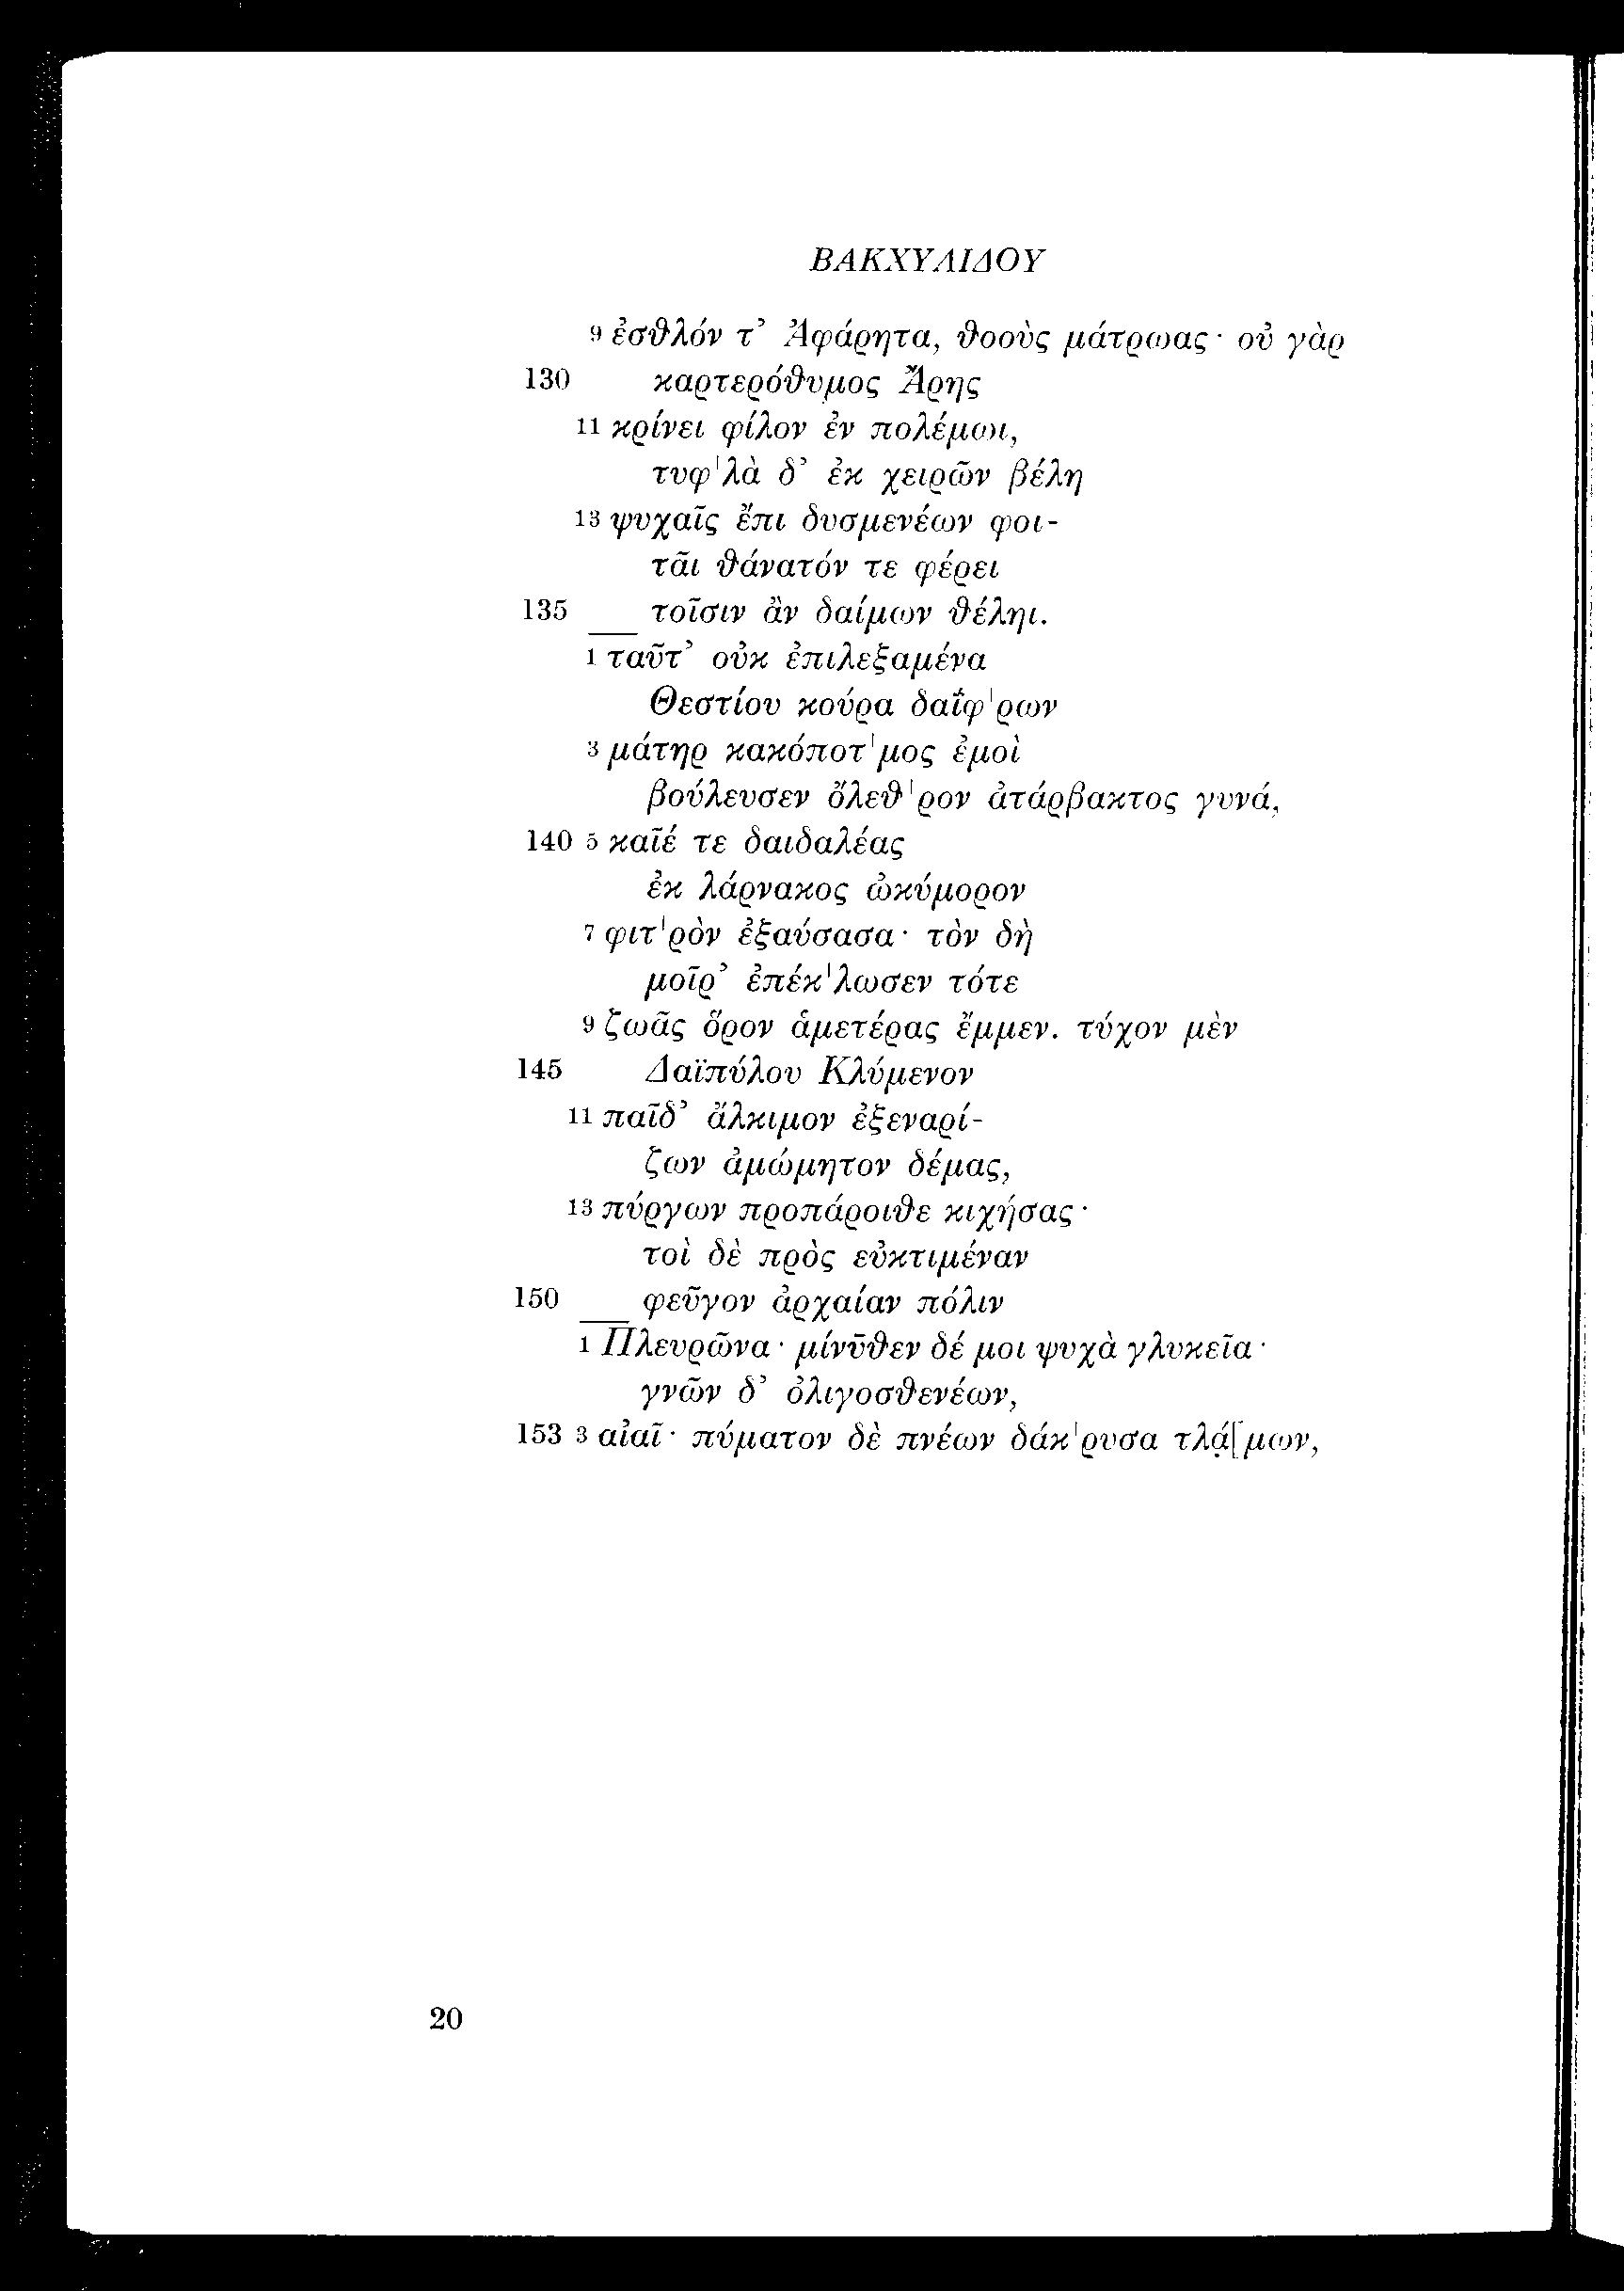 ΒΑΚΧΥΛΙΔΟΥ
9 ἐσθλόν τ’ Ἀφάρητα, θοοὺς μάτρωας· οὐ γὰρ
130 καρτερόθυμος Ἄρης
11 κρίνει φίλον ἐν πολέμωι,
τυφ'λὰ δ’ ἐκ χειρῶν βέλη
13 ψυχαῖς ἔπι δυσμενέων φοι-
τᾶι θάνατόν τε φέρει
135 τοῖσιν ἂν δαίμων θέληι.
1 ταῦτ’ οὐκ ἐπιλεξαμένα
Θεστίου κούρα δαΐφ'ρων
3 μάτηρ κακόποτ'μος ἐμοὶ
βούλευσεν ὄλεθ'ρον ἀτάρβακτος γυνά,
140 5 καῖέ τε δαιδαλέας
ἐκ λάρνακος ὠκύμορον
7 φιτ'ρὸν ἐξαύσασα· τὸν δὴ
μοῖρ’ ἐπέκ'λωσεν τότε
9 ζωᾶς ὅρον ἁμετέρας ἔμμεν. τύχον μὲν
145 Δαϊπύλου Κλύμενον
11 παῖδ’ ἄλκιμον ἐξεναρί-
ζων ἀμώμητον δέμας,
13 πύργων προπάροιθε κιχήσας·
τοὶ δὲ πρὸς εὐκτιμέναν
150 φεῦγον ἀρχαίαν πόλιν
1 Πλευρῶνα· μίνῡθεν δέ μοι ψυχὰ γλυκεῖα·
γνῶν δ’ ὀλιγοσθενέων,
153 3 αἰαῖ· πύματον δὲ πνέων δάκ'ρυσα τλά̣[μων,
20